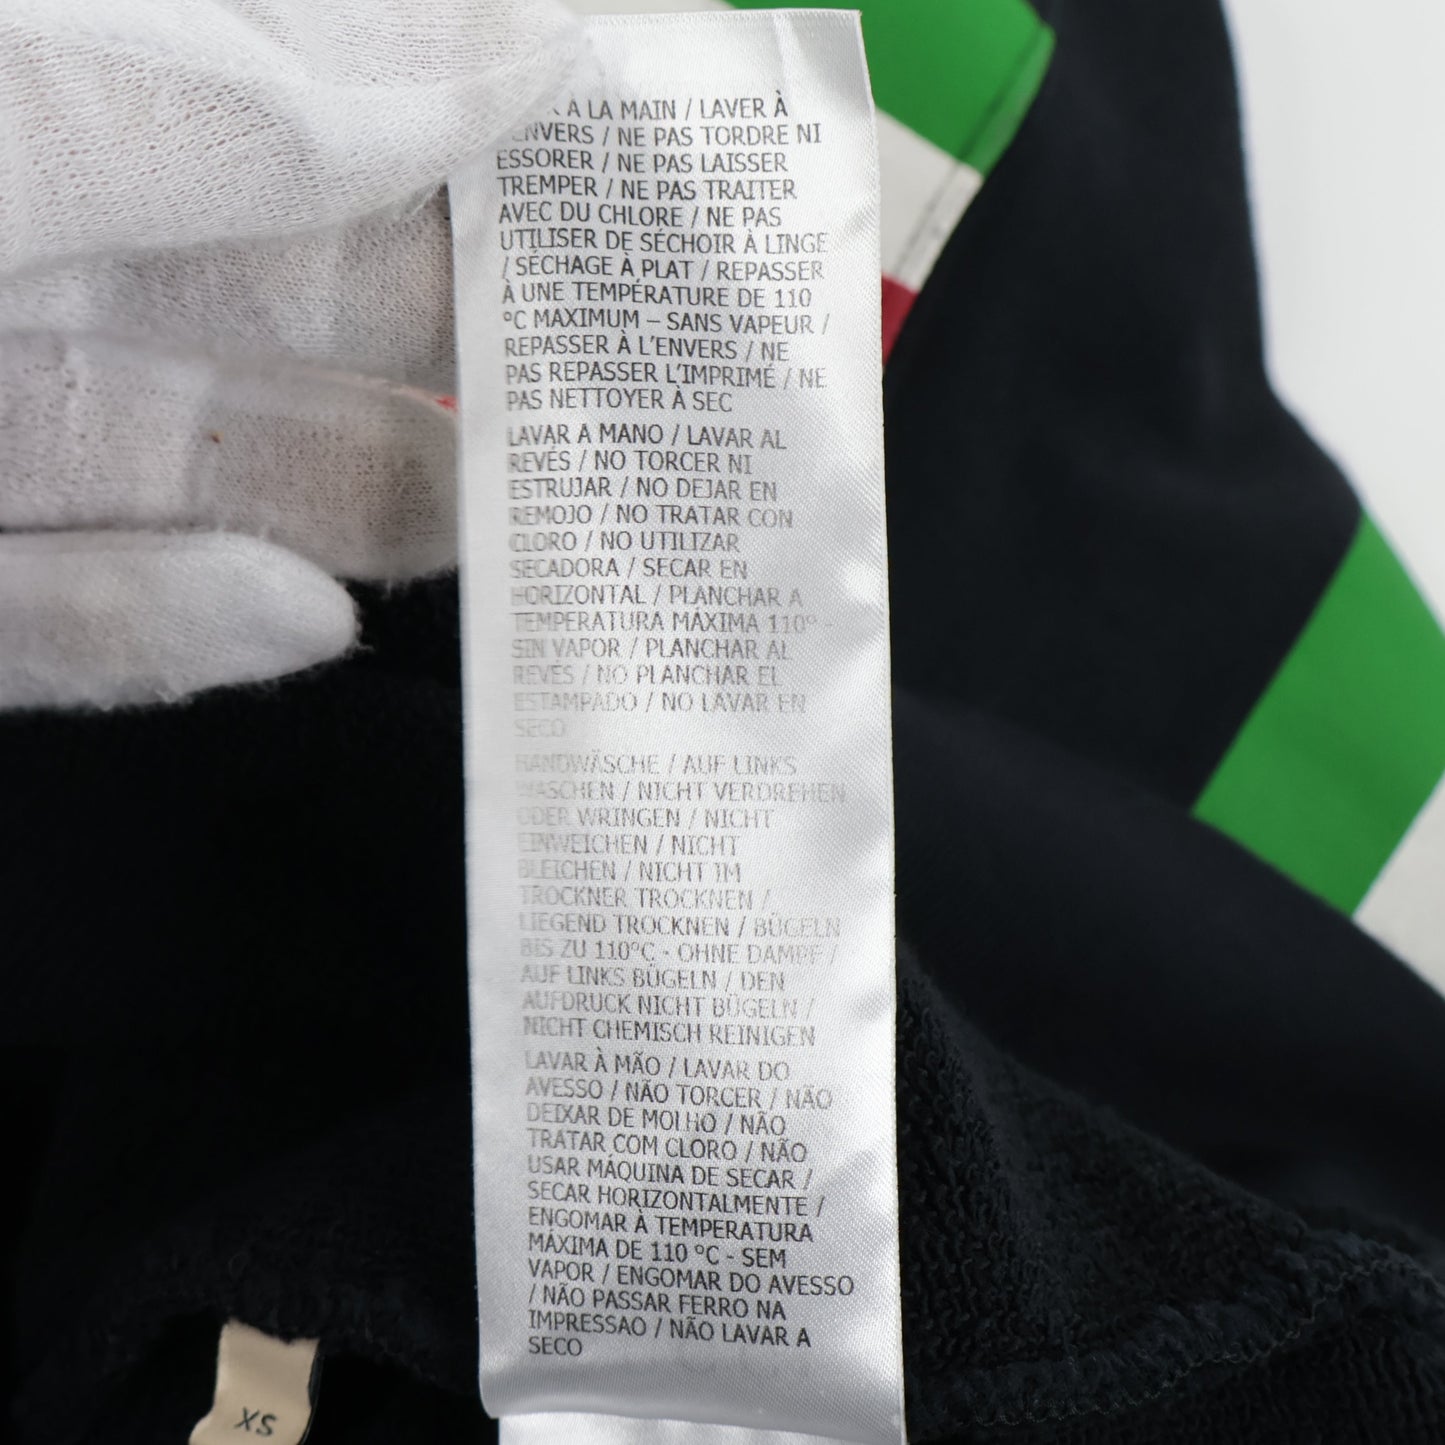 À LA MAIN / LAVER À
/ NE PAS TORDRE NI
ESSORER / NE PAS LAISSER
TREMPER / NE PAS TRAITER
AVEC DU CHLORE / NE PAS
UTILISER DE SÉCHOIR À LINGE
/ SÉCHAGE À PLAT / REPASSER
À UNE TEMPÉRATURE DE 110
°C MAXIMUM – SANS VAPEUR /
REPASSER À L'ENVERS / NE
PAS REPASSER L'IMPRIMÉ / NE
PAS NETTOYER À SEC
LAVAR A MANO / LAVAR AL
REVÉS / NO TORCER NI
ESTRUJAR / NO DEJAR EN
REMOJO / NO TRATAR CON
CLORO / NO UTILIZAR
SECADORA / SECAR EN
HORIZONTAL / PLANCHAR A
TEMPERATURA MÁXIMA 110º -
SIN VAPOR / PLANCHAR AL
REVÉS / NO PLANCHAR EL
ESTAMPADO / NO LAVAR EN
SECO
HANDWÄSCHE / AUF LINKS
WASCHEN / NICHT VERDREHEN
ODER WRINGEN / NICHT
EINWEICHEN / NICHT
BLEICHEN / NICHT IM
TROCKNER TROCKNEN /
LIEGEND TROCKNEN / BÜGELN
BIS ZU 110°C - OHNE DAMPF /
AUF LINKS BÜGELN / DEN
AUFDRUCK NICHT BÜGELN /
NICHT CHEMISCH REINIGEN
LAVAR À MÃO / LAVAR DO
AVESSO / NÃO TORCER / NÃO
DEIXAR DE MOLHO / NÃO
TRATAR COM CLORO / NÃO
USAR MÁQUINA DE SECAR /
SECAR HORIZONTALMENTE /
ENGOMAR À TEMPERATURA
MÁXIMA DE 110 °C - SEM
VAPOR / ENGOMAR DO AVESSO
/ NÃO PASSAR FERRO NA
IMPRESSAO / NÃO LAVAR A
SECO
XS